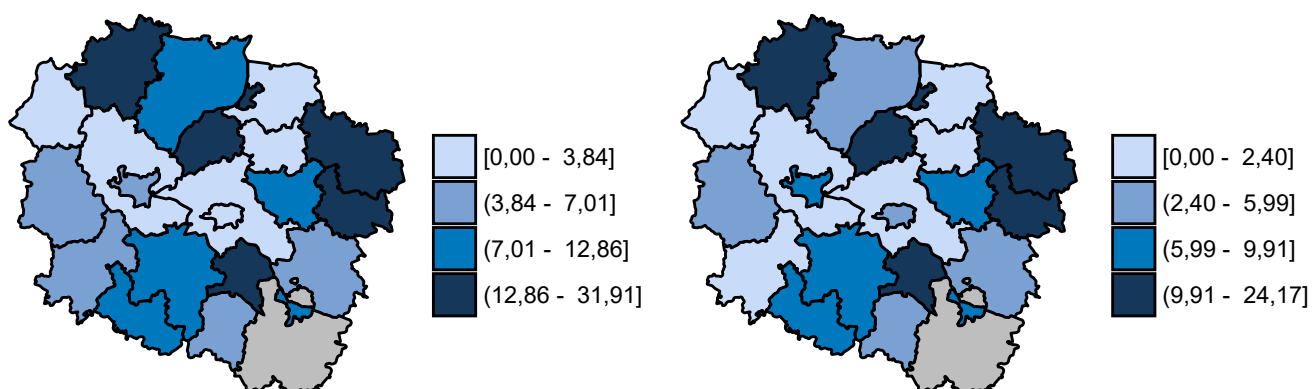 [0,00 - 3,84]
(3,84 - 7,01]
(7,01 - 12,86]
(12,86 - 31,91]
[0,00 - 2,40]
(2,40 - 5,99]
(5,99 - 9,91]
(9,91 - 24,17]